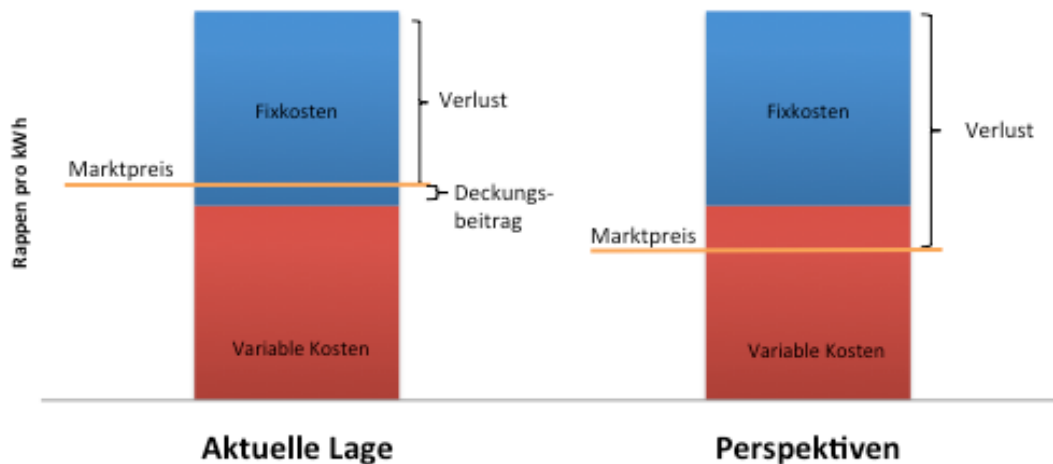 Rappen pro kWh
Fixkosten
Verlust
Marktpreis
Deckungs-
beitrag
Variable Kosten
Aktuelle Lage
Fixkosten
Verlust
Marktpreis
Variable Kosten
Perspektiven